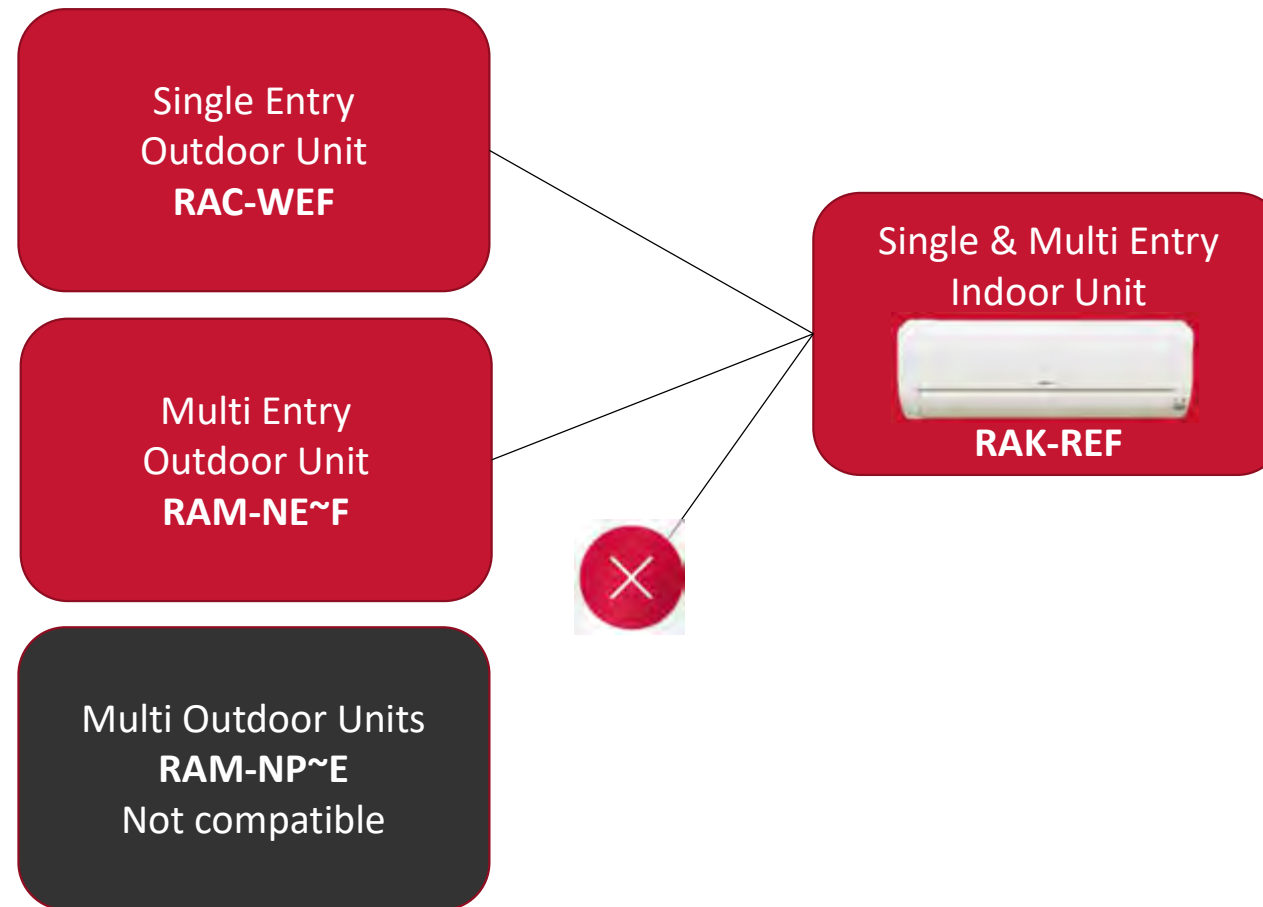 Single Entry
Outdoor Unit
RAC-WEF
Single & Multi Entry
Indoor Unit
RAK-REF
Multi Entry
Outdoor Unit
RAM-NE~F
Multi Outdoor Units
RAM-NP~E
Not compatible